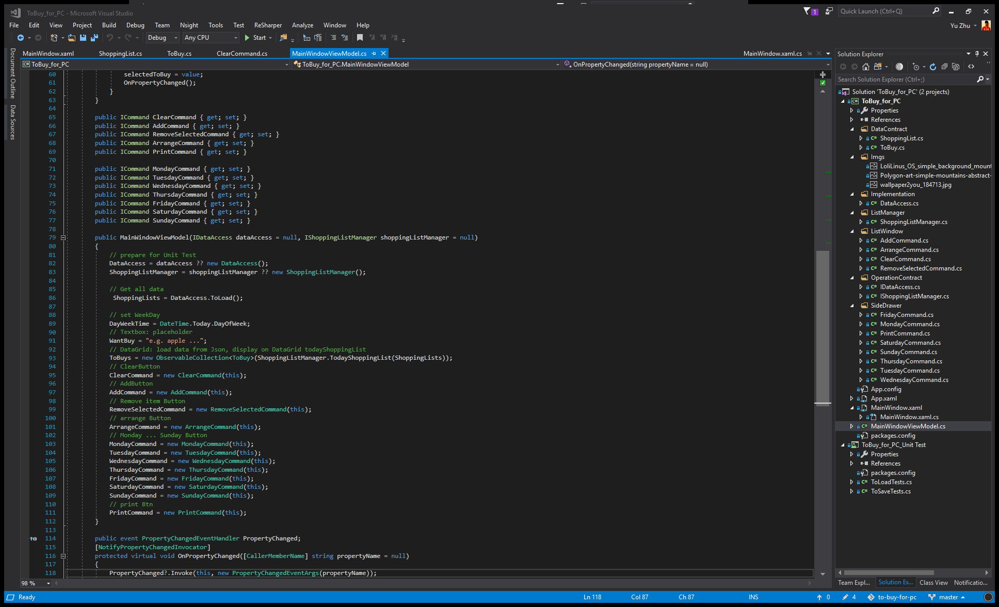 ToBuy_for_PC - Microsoft Visual Studio
1
Quick Launch (Ctrl+Q)
File Edit View Project Build Debug Team Nsight Tools Test ReSharper Analyze Window Help
Yu Zhu
Debug Any CPU Start
Document Outline
Data Sources
MainWindow.xaml ShoppingList.cs ToBuy.cs ClearCommand.cs MainWindowViewModel.cs MainWindow.xaml.cs
ToBuy_for_PC ToBuy_for_PC.MainWindowViewModel OnPropertyChanged(string propertyName = null)
60 selectedToBuy = value;
61 OnPropertyChanged();
62 }
63 }
64
65 public ICommand ClearCommand { get; set; }
66 public ICommand AddCommand { get; set; }
67 public ICommand RemoveSelectedCommand { get; set; }
68 public ICommand ArrangeCommand { get; set; }
69 public ICommand PrintCommand { get; set; }
70
71 public ICommand MondayCommand { get; set; }
72 public ICommand TuesdayCommand { get; set; }
73 public ICommand WednesdayCommand { get; set; }
74 public ICommand ThursdayCommand { get; set; }
75 public ICommand FridayCommand { get; set; }
76 public ICommand SaturdayCommand { get; set; }
77 public ICommand SundayCommand { get; set; }
78
79 public MainWindowViewModel(IDataAccess dataAccess = null, IShoppingListManager shoppingListManager = null)
80 {
81 // prepare for Unit Test
82 DataAccess = dataAccess ?? new DataAccess();
83 ShoppingListManager = shoppingListManager ?? new ShoppingListManager();
84
85 // Get all data
86 ShoppingLists = DataAccess.ToLoad();
87
88 // set WeekDay
89 DayWeekTime = DateTime.Today.DayOfWeek;
90 // Textbox: placeholder
91 WantBuy = "e.g. apple ...";
92 // DataGrid: load data from Json, display on DataGrid todayShoppingList
93 ToBuys = new ObservableCollection<ToBuy>(ShoppingListManager.TodayShoppingList(ShoppingLists));
94 // ClearButton
95 ClearCommand = new ClearCommand(this);
96 // AddButton
97 AddCommand = new AddCommand(this);
98 // Remove item Button
99 RemoveSelectedCommand = new RemoveSelectedCommand(this);
100 // arrange Button
101 ArrangeCommand = new ArrangeCommand(this);
102 // Monday ... Sunday Button
103 MondayCommand = new MondayCommand(this);
104 TuesdayCommand = new TuesdayCommand(this);
105 WednesdayCommand = new WednesdayCommand(this);
106 ThursdayCommand = new ThursdayCommand(this);
107 FridayCommand = new FridayCommand(this);
108 SaturdayCommand = new SaturdayCommand(this);
109 SundayCommand = new SundayCommand(this);
110 // print Btn
111 PrintCommand = new PrintCommand(this);
112 }
113
114 public event PropertyChangedEventHandler PropertyChanged;
115 [NotifyPropertyChangedInvocator]
116 protected virtual void OnPropertyChanged([CallerMemberName] string propertyName = null)
117 {
118 PropertyChanged?.Invoke(this, new PropertyChangedEventArgs(propertyName));
98 %
Solution Explorer
Search Solution Explorer (Ctrl+;)
Solution 'ToBuy_for_PC' (2 projects)
ToBuy_for_PC
Properties
References
DataContract
ShoppingList.cs
ToBuy.cs
Imgs
LoliLinus_OS_simple_background_mount
Polygon-art-simple-mountains-abstract-
wallpaper2you_184713.jpg
Implementation
DataAccess.cs
ListManager
ShoppingListManager.cs
ListWindow
AddCommand.cs
ArrangeCommand.cs
ClearCommand.cs
RemoveSelectedCommand.cs
OperationContract
IDataAccess.cs
IShoppingListManager.cs
SideDrawer
FridayCommand.cs
MondayCommand.cs
PrintCommand.cs
SaturdayCommand.cs
SundayCommand.cs
ThursdayCommand.cs
TuesdayCommand.cs
WednesdayCommand.cs
App.config
App.xaml
MainWindow.xaml
MainWindow.xaml.cs
MainWindowViewModel.cs
packages.config
ToBuy_for_PC_Unit Test
Properties
References
packages.config
ToLoadTests.cs
ToSaveTests.cs
Team Expl... Solution Ex... Class View Notificatio...
Ready Ln 118 Col 87 Ch 87 INS 0 4 to-buy-for-pc master